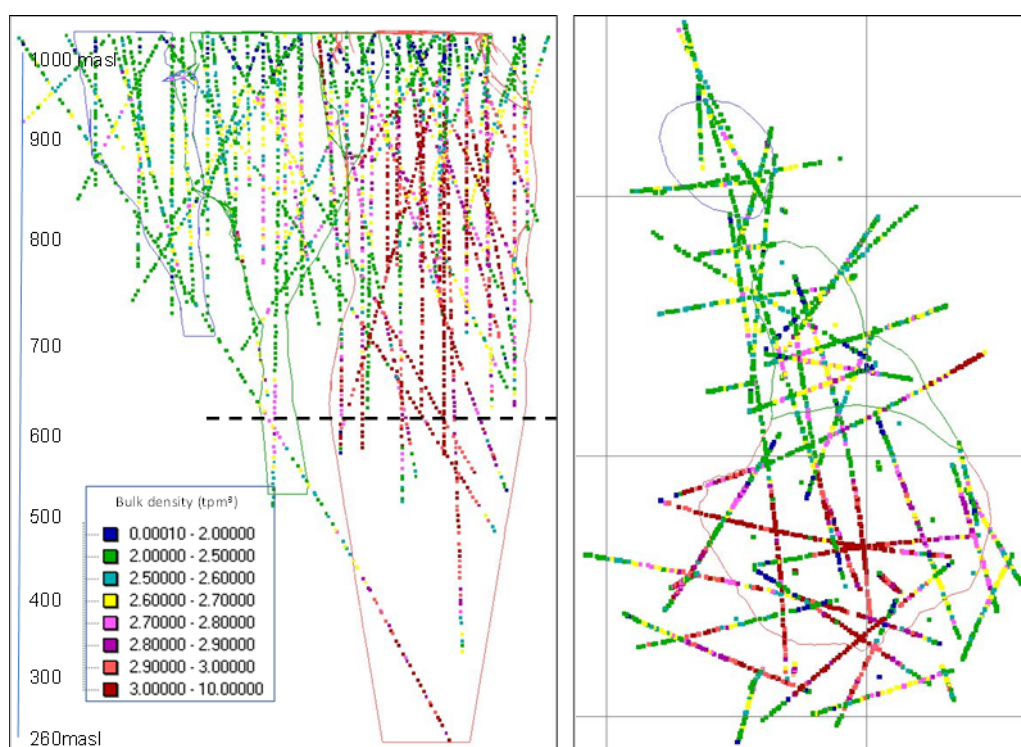 1000 masl
900
800
700
600
500
400
300
260masl
Bulk density (tpm³)
0.00010 - 2.00000
2.00000 - 2.50000
2.50000 - 2.60000
2.60000 - 2.70000
2.70000 - 2.80000
2.80000 - 2.90000
2.90000 - 3.00000
3.00000 - 10.00000